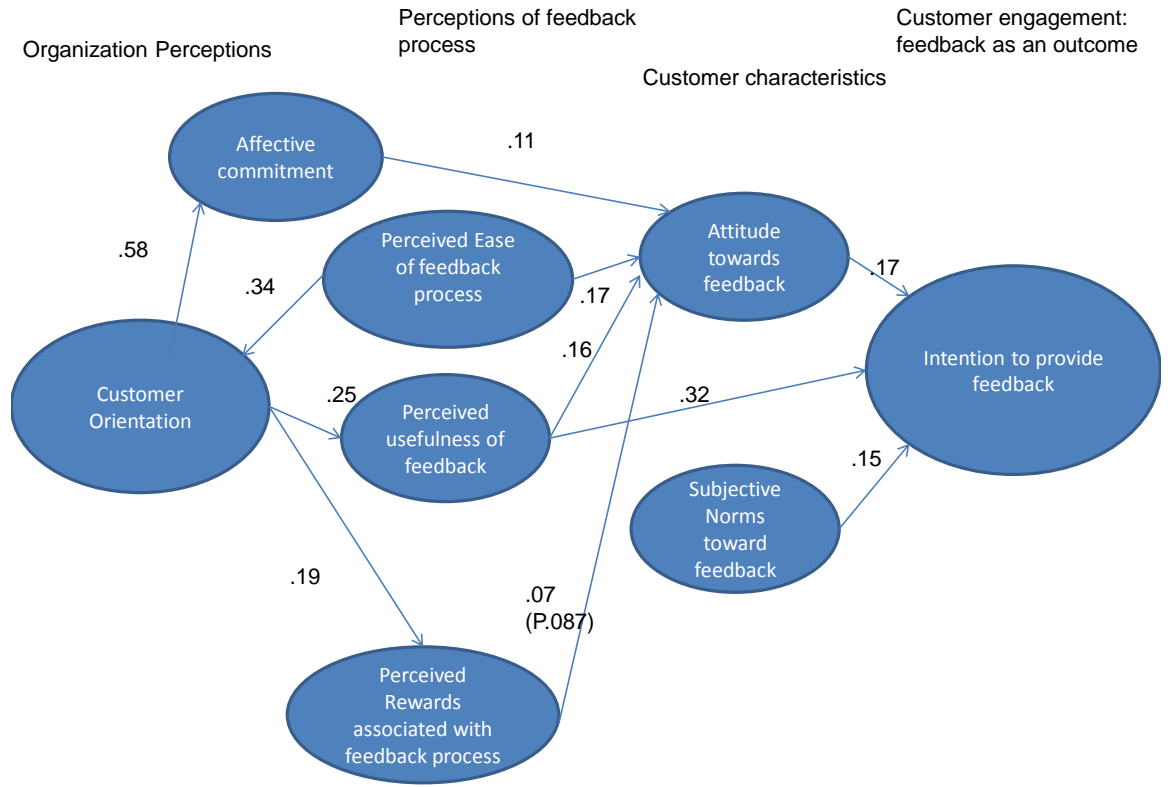 Perceptions of feedback
process
Customer engagement:
feedback as an outcome
Organization Perceptions
Customer characteristics
Affective
commitment
.11
Attitude
towards
feedback
Perceived Ease
of feedback
process
.58
.34
.17
.17
Intention to provide
feedback
.16
Customer
Orientation
.25
.32
Perceived
usefulness of
feedback
.15
Subjective
Norms
toward
feedback
.19
.07
(P.087)
Perceived
Rewards
associated with
feedback process